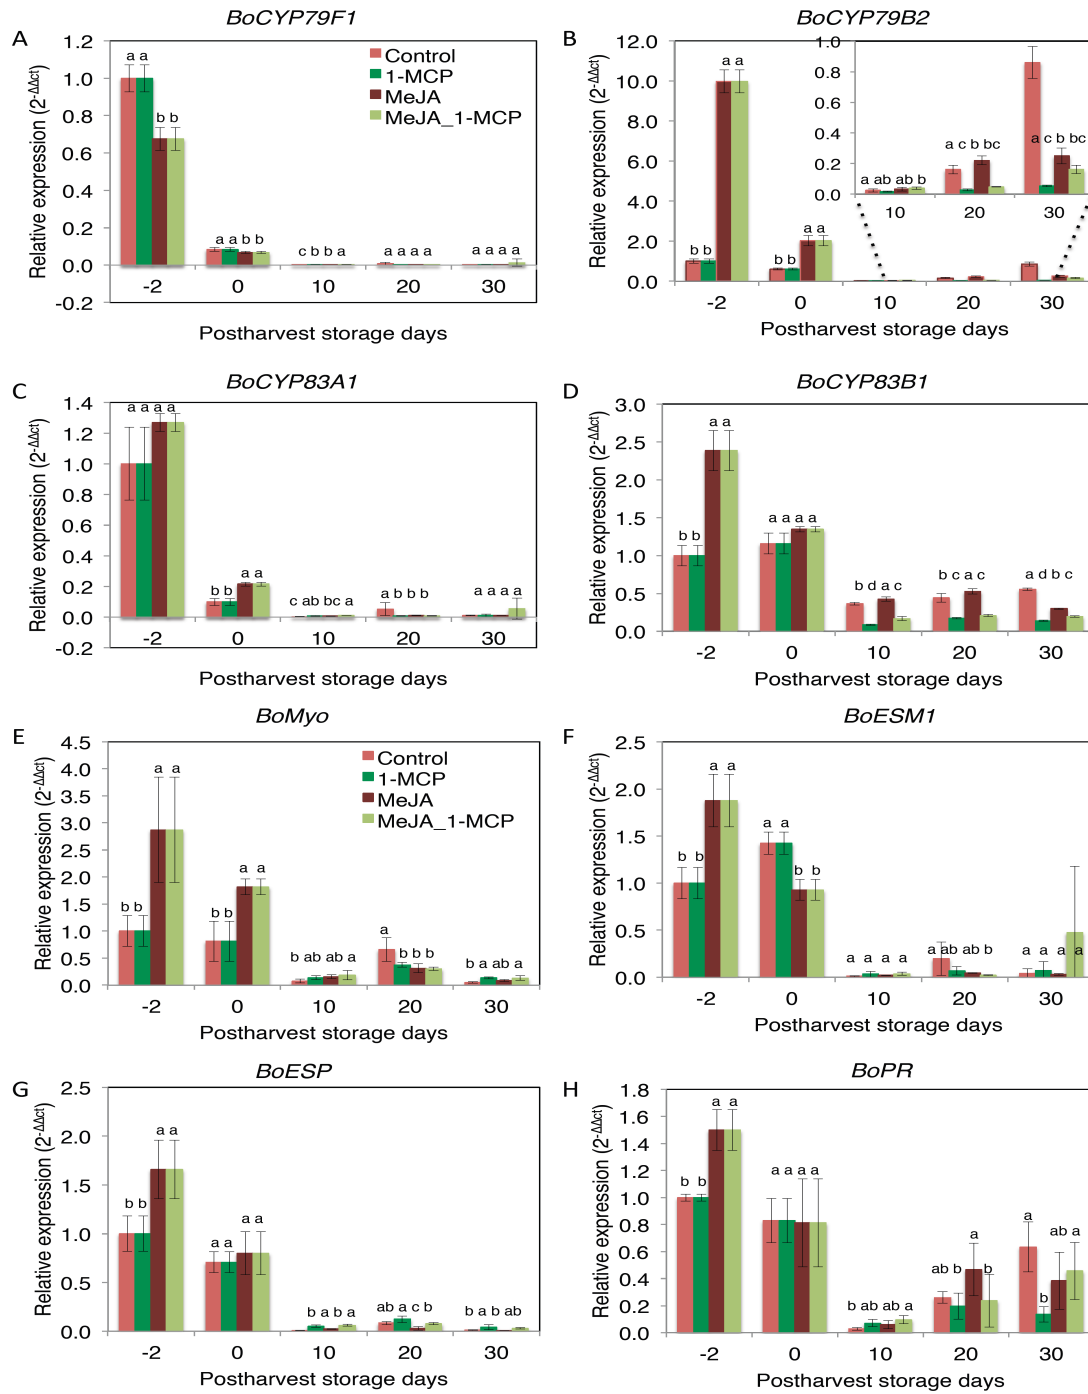 BoCYP79F1
A
Relative expression (2-ΔΔct)
1.2
1.0
0.8
0.6
0.4
0.2
0.0
-0.2
a a
b b
a a b b
c b b a
a a a a
a a a a
Control
1-MCP
MeJA
MeJA_1-MCP
-2 0 10 20 30
Postharvest storage days
BoCYP79B2
B
Relative expression (2-ΔΔct)
12.0
10.0
8.0
6.0
4.0
2.0
0.0
b b
a a
b b
a a
1.0
0.8
0.6
0.4
0.2
0.0
a ab ab b
a c b bc
a c b bc
10 20 30
-2 0 10 20 30
Postharvest storage days
BoCYP83A1
C
Relative expression (2-ΔΔct)
1.4
1.2
1.0
0.8
0.6
0.4
0.2
0.0
-0.2
a a a a
b b
a a
c ab bc a
a b b b
a a a a
-2 0 10 20 30
Postharvest storage days
BoCYP83B1
D
Relative expression (2-ΔΔct)
3.0
2.5
2.0
1.5
1.0
0.5
0.0
b b
a a
a a a a
b d a c
b c a c
a d b c
-2 0 10 20 30
Postharvest storage days
BoMyo
E
Relative expression (2-ΔΔct)
4.5
4.0
3.5
3.0
2.5
2.0
1.5
1.0
0.5
0.0
b b
a a
b b
a a
b ab ab a
a
b b b
b a ab a
Control
1-MCP
MeJA
MeJA_1-MCP
-2 0 10 20 30
Postharvest storage days
BoESM1
F
Relative expression (2-ΔΔct)
2.5
2.0
1.5
1.0
0.5
0.0
b b
a a
a a
b b
a a a a
a ab ab b
a a a a
-2 0 10 20 30
Postharvest storage days
BoESP
G
Relative expression (2-ΔΔct)
2.5
2.0
1.5
1.0
0.5
0.0
b b
a a
a a
a a
b a b a
ab a c b
b a b ab
-2 0 10 20 30
Postharvest storage days
BoPR
H
Relative expression (2-ΔΔct)
1.8
1.6
1.4
1.2
1.0
0.8
0.6
0.4
0.2
0.0
b b
a a
a a a a
b ab ab a
ab b
a
b
a
b
ab a
-2 0 10 20 30
Postharvest storage days